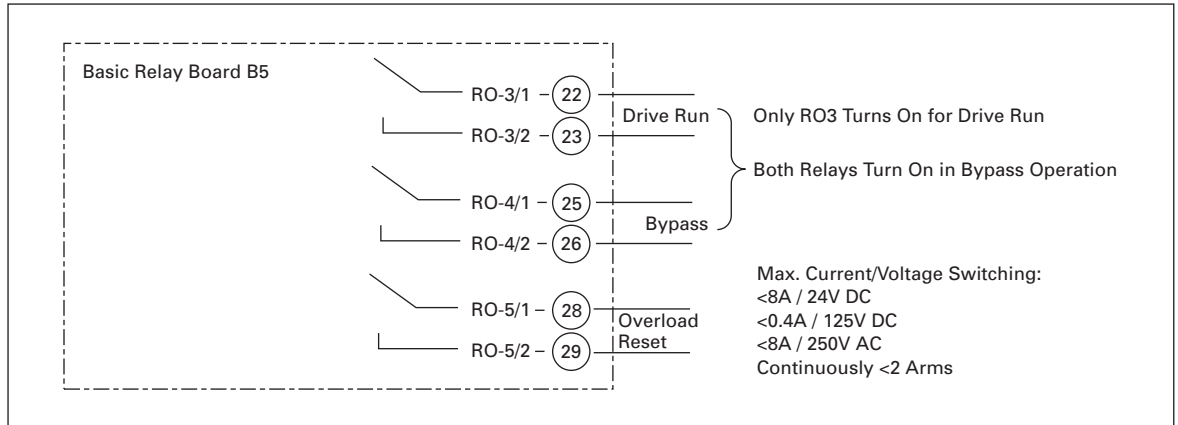 Basic Relay Board B5
RO-3/1 – 22
Drive Run
Only RO3 Turns On for Drive Run
RO-3/2 – 23
Both Relays Turn On in Bypass Operation
RO-4/1 – 25
Bypass
RO-4/2 – 26
Max. Current/Voltage Switching:
<8A / 24V DC
RO-5/1 – 28
Overload
Reset
<0.4A / 125V DC
<8A / 250V AC
RO-5/2 – 29
Continuously <2 Arms